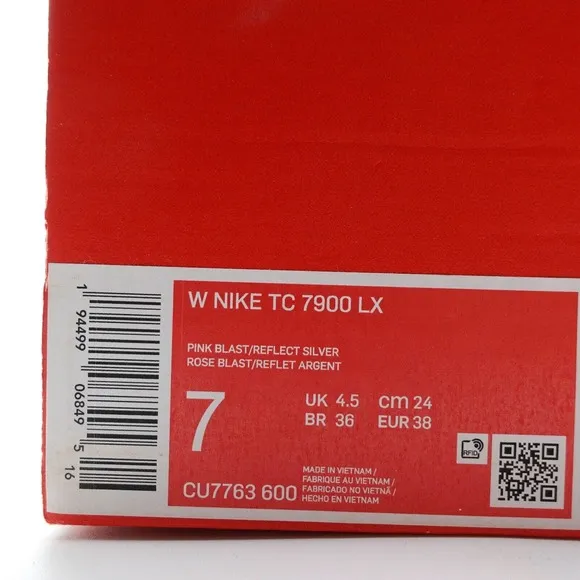 W NIKE TC 7900 LX
PINK BLAST/REFLECT SILVER
ROSE BLAST/REFLET ARGENT
7
UK 4.5 cm 24
BR 36 EUR 38
CU7763 600
MADE IN VIETNAM /
FABRIQUE AU VIETNAM /
FABRICADO NO VIETNÃ /
HECHO EN VIETNAM
RFID
1 94499 06849 5 16